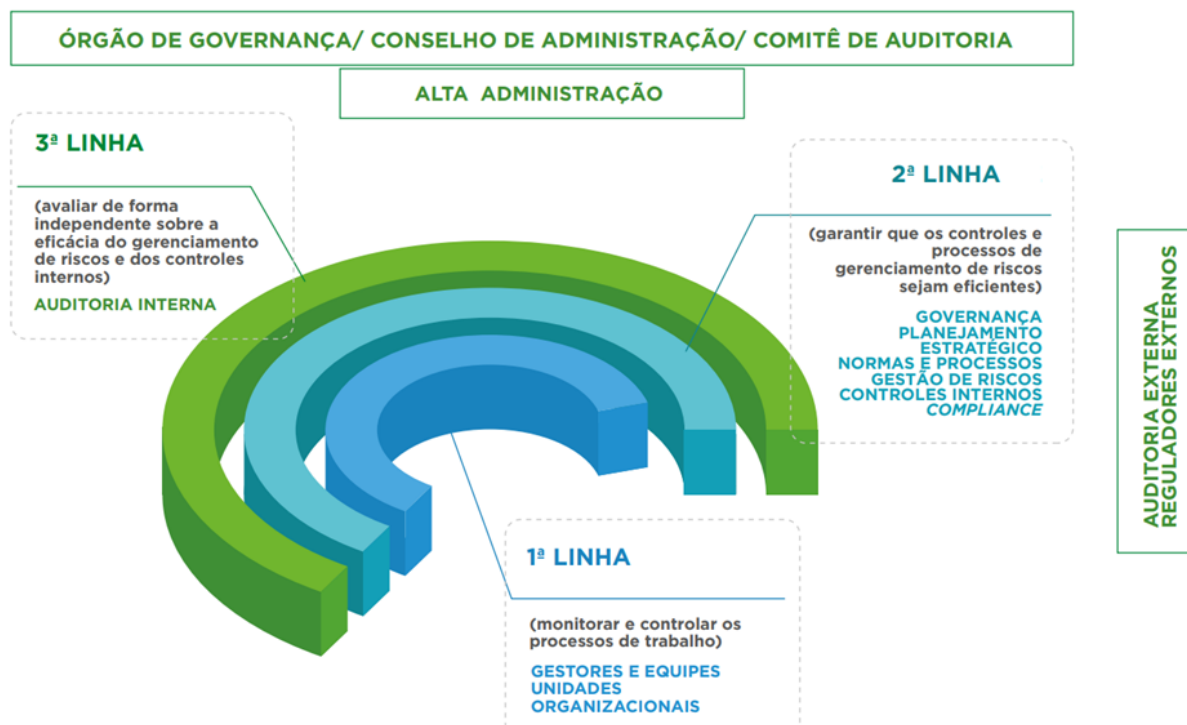 ÓRGÃO DE GOVERNANÇA/ CONSELHO DE ADMINISTRAÇÃO/ COMITÊ DE AUDITORIA
ALTA ADMINISTRAÇÃO
3ª LINHA
(avaliar de forma
independente sobre a
eficácia do gerenciamento
de riscos e dos controles
internos)
AUDITORIA INTERNA
2ª LINHA
(garantir que os controles e
processos de
gerenciamento de riscos
sejam eficientes)
GOVERNANÇA
PLANEJAMENTO
ESTRATÉGICO
NORMAS E PROCESSOS
GESTÃO DE RISCOS
CONTROLES INTERNOS
COMPLIANCE
1ª LINHA
(monitorar e controlar os
processos de trabalho)
GESTORES E EQUIPES
UNIDADES
ORGANIZACIONAIS
AUDITORIA EXTERNA
REGULADORES EXTERNOS